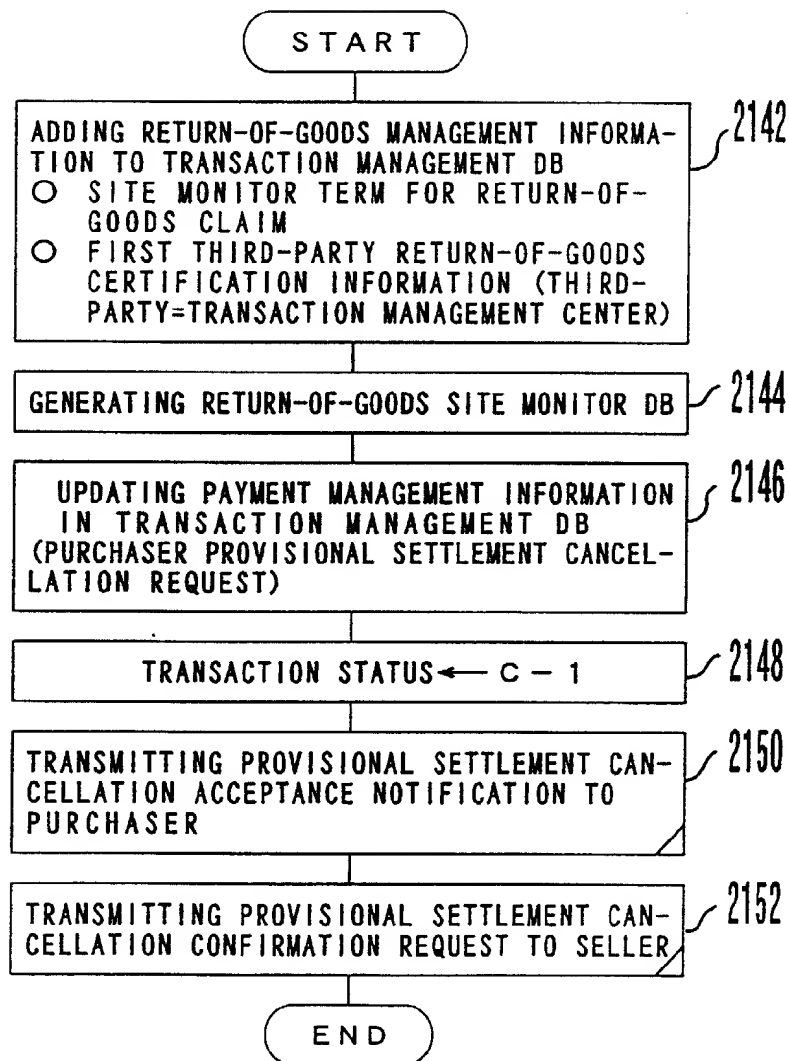 START
ADDING RETURN-OF-GOODS MANAGEMENT INFORMA-
TION TO TRANSACTION MANAGEMENT DB
○ SITE MONITOR TERM FOR RETURN-OF-
GOODS CLAIM
○ FIRST THIRD-PARTY RETURN-OF-GOODS
CERTIFICATION INFORMATION (THIRD-
PARTY=TRANSACTION MANAGEMENT CENTER)
2142
GENERATING RETURN-OF-GOODS SITE MONITOR DB
2144
UPDATING PAYMENT MANAGEMENT INFORMATION
IN TRANSACTION MANAGEMENT DB
(PURCHASER PROVISIONAL SETTLEMENT CANCEL-
LATION REQUEST)
2146
TRANSACTION STATUS ← C - 1
2148
TRANSMITTING PROVISIONAL SETTLEMENT CAN-
CELLATION ACCEPTANCE NOTIFICATION TO
PURCHASER
2150
TRANSMITTING PROVISIONAL SETTLEMENT CAN-
CELLATION CONFIRMATION REQUEST TO SELLER
2152
END